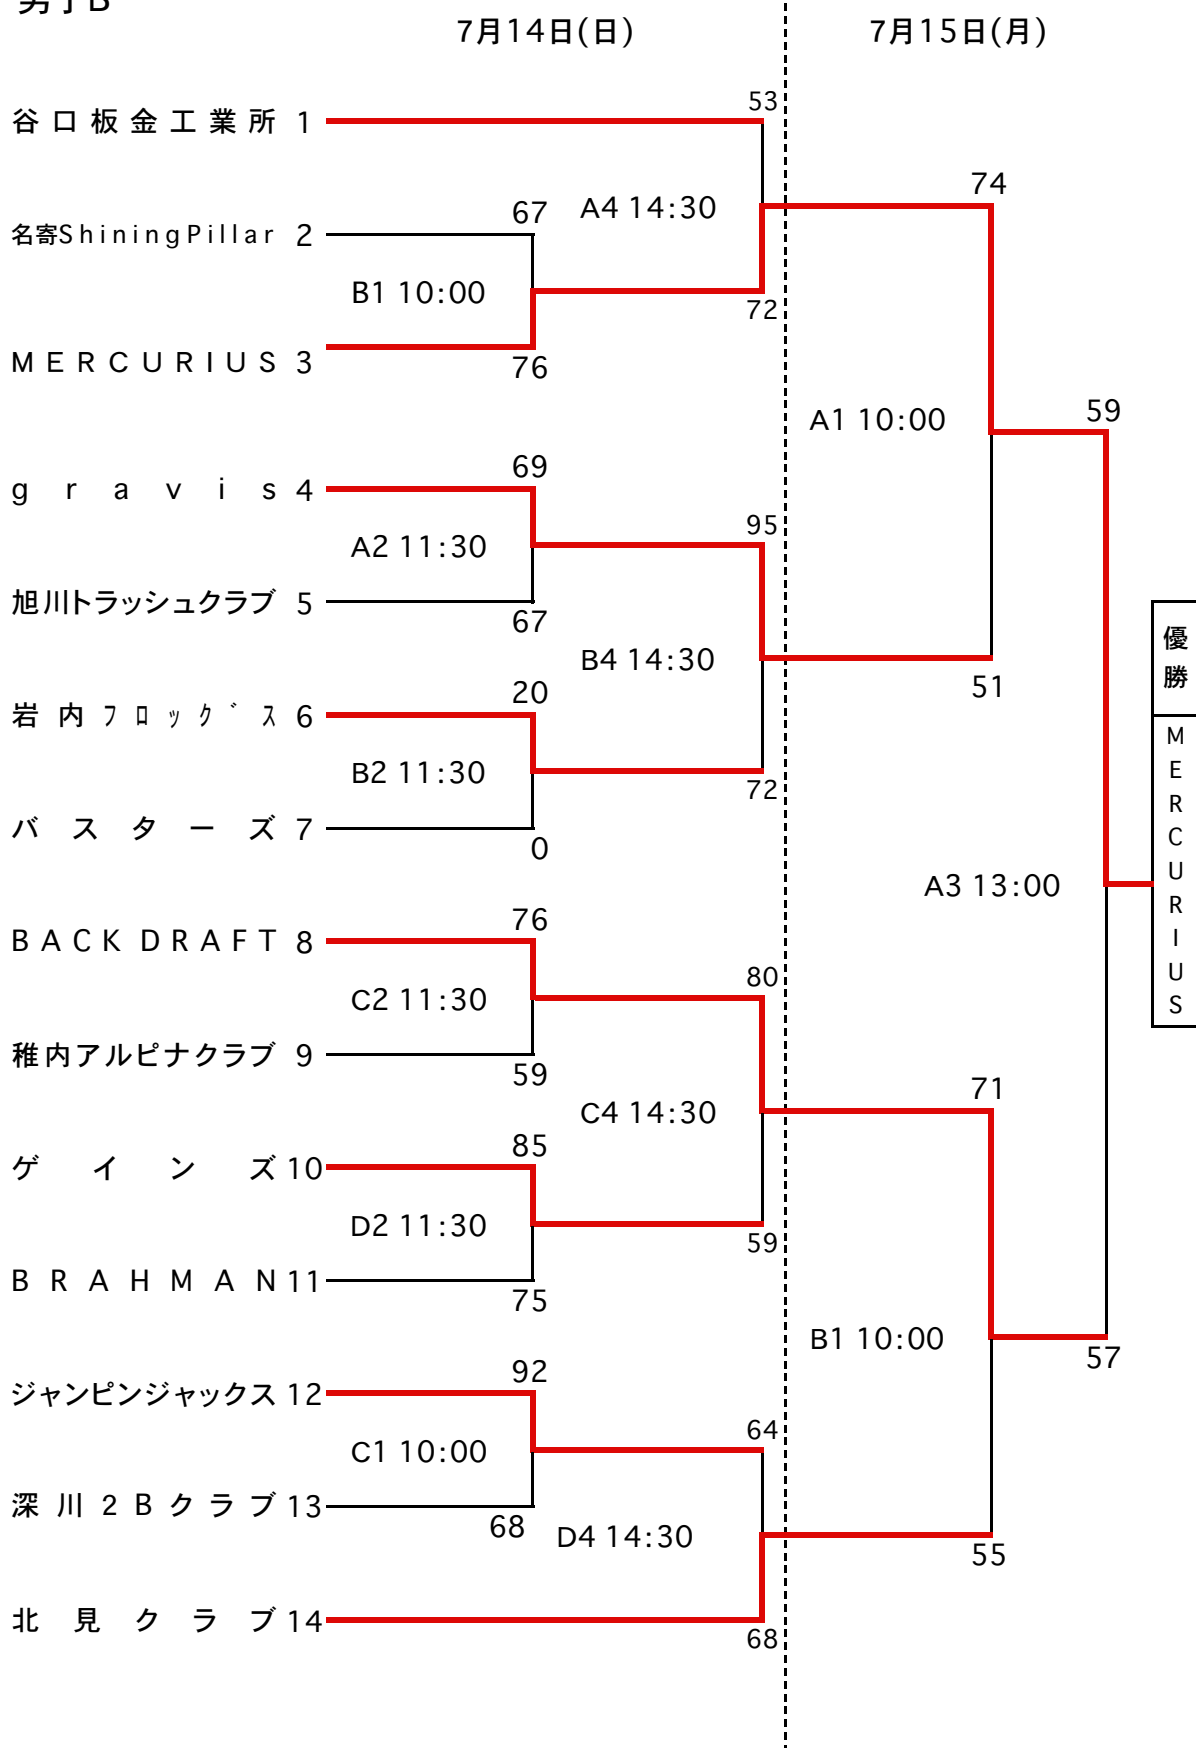 男子B
7月14日(日) 7月15日(月)
53
谷口板金工業所 1
74
67 A4 14:30
名寄ShiningPillar 2
B1 10:00
72
MERCURIUS 3
76
59
A1 10:00
69
gravis 4
95
A2 11:30
旭川トラッシュクラブ 5
67
優勝
B4 14:30
51
20
岩内フロッグス 6
MERCURIUS
B2 11:30
72
バスターズ 7
0
A3 13:00
76
BACK DRAFT 8
80
C2 11:30
稚内アルピナクラブ 9
59
71
C4 14:30
85
ゲインズ 10
D2 11:30
59
BRAHMAN 11
75
B1 10:00
57
92
ジャンピンジャックス 12
64
C1 10:00
深川2Bクラブ 13
68 D4 14:30
55
北見クラブ 14
68